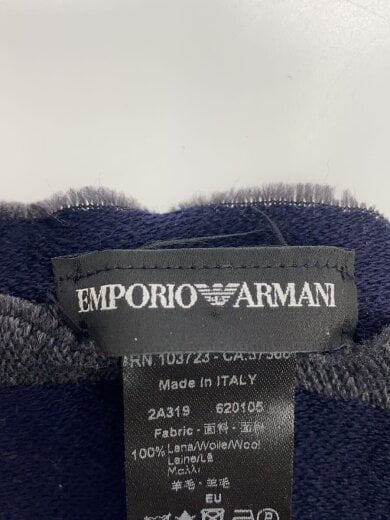 EMPORIO ARMANI
RN. 103723 - CA.
Made in ITALY
2A319 620105
Fabric - 面料 - 面料
100% Lana/Wolle/Wool
Laine/Lã
Μαλλί
羊毛 - 羊毛
EU